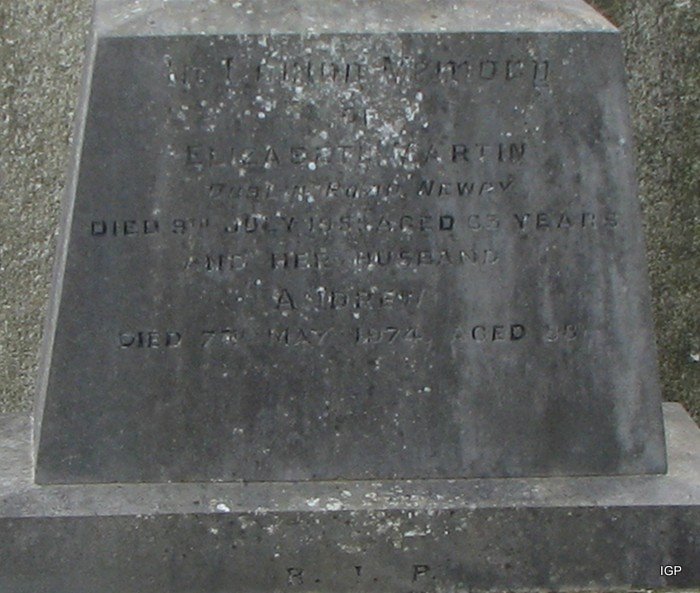 In Loving Memory
OF
ELIZABETH MARTIN
Dublin Road, Newry
DIED 9TH JULY AGED YEARS
AND HER HUSBAND
ANDREW
DIED 7TH MAY 1974, AGED
R. I. P.
IGP